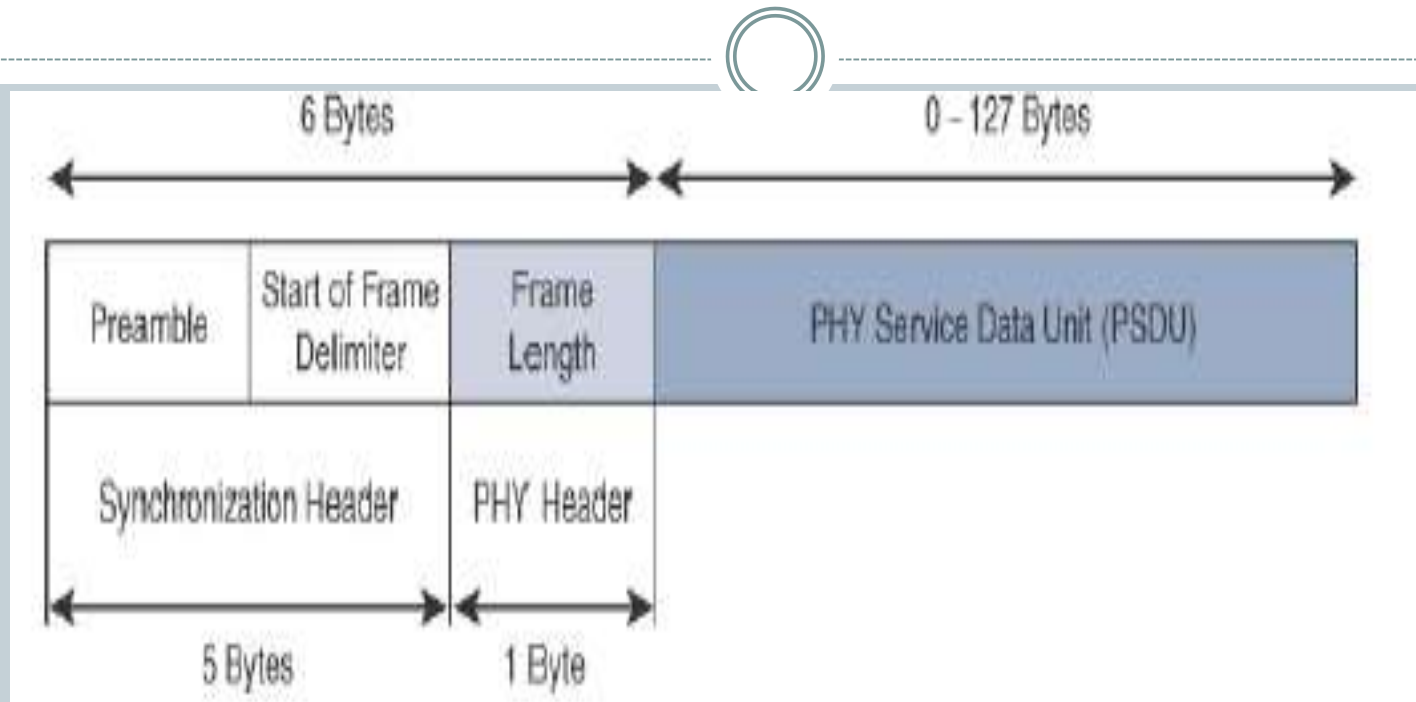 6 Bytes
0 – 127 Bytes
Preamble
Start of Frame
Delimiter
Frame
Length
PHY Service Data Unit (PSDU)
Synchronization Header
PHY Header
5 Bytes
1 Byte